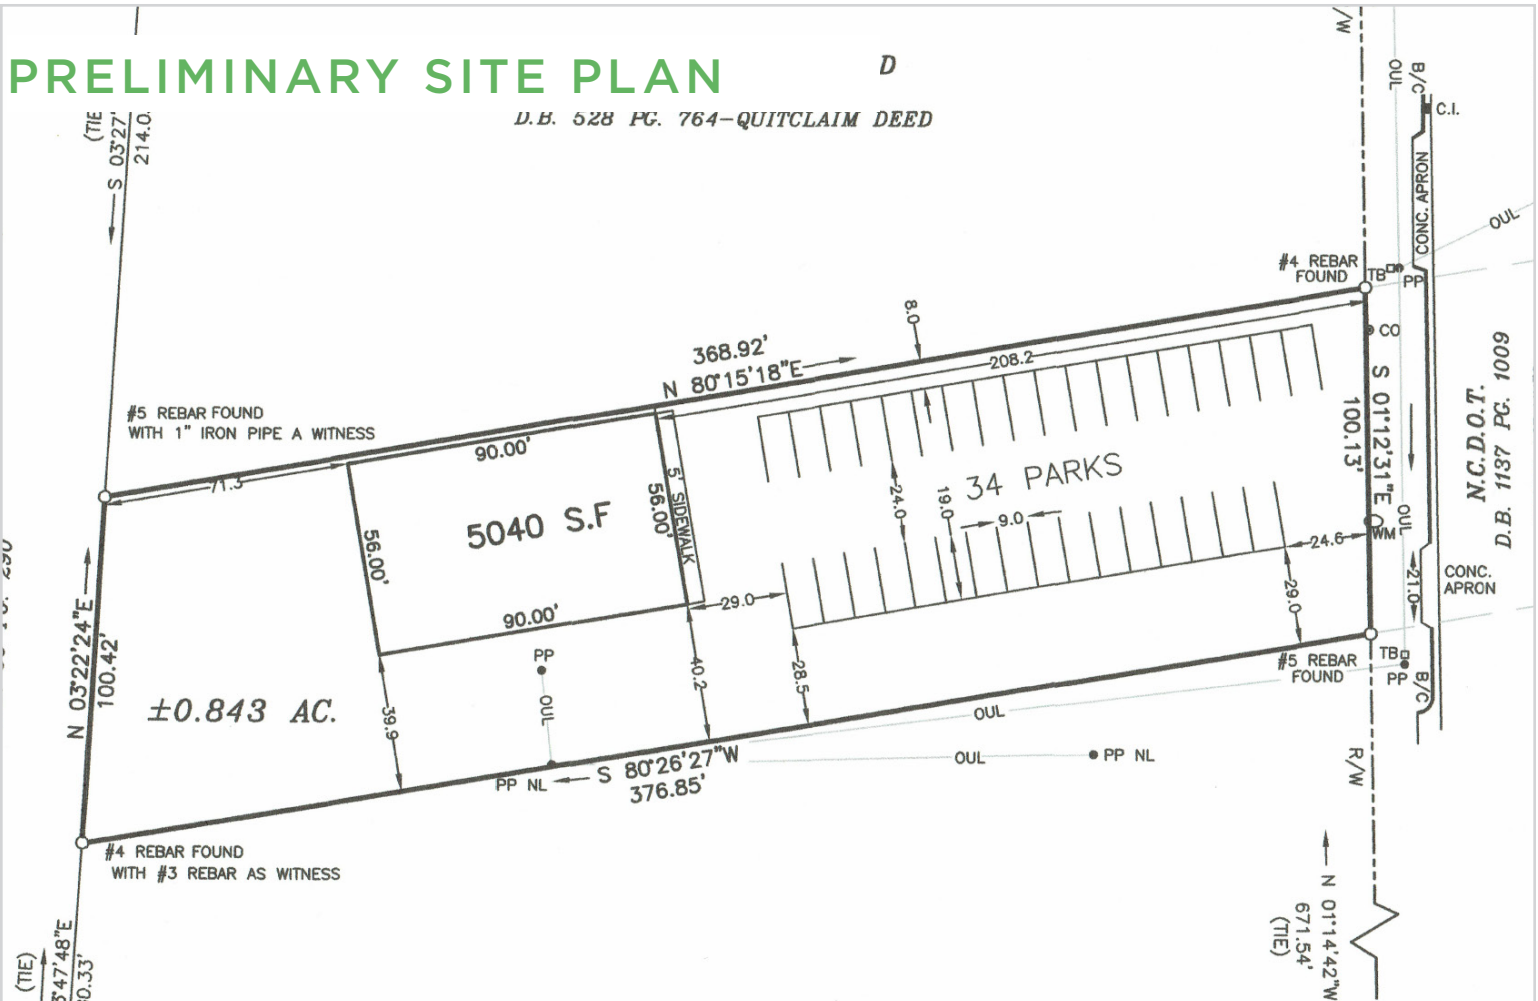 PRELIMINARY SITE PLAN
D
D.B. 528 PG. 764-QUITCLAIM DEED
(TIE
S 03°27'
214.0
/W
OUL
B/C
C.I.
CONC. APRON
OUL
#4 REBAR
FOUND
TB
PP
CO
8.0
368.92'
N 80°15'18"E
208.2
#5 REBAR FOUND
WITH 1" IRON PIPE A WITNESS
71.3
90.00'
56.00'
5040 S.F
56.00'
5' SIDEWALK
90.00'
34 PARKS
24.0
19.0
9.0
S 01°12'31"E
100.13'
N.C.D.O.T.
D.B. 1137 PG. 1009
OUL
WM
24.6
29.0
29.0
21.0
CONC.
APRON
N 03°22'24"E
100.42'
±0.843 AC.
39.9
PP
OUL
40.2
28.5
#5 REBAR
FOUND
TB
PP
B/C
OUL
PP NL
S 80°26'27"W
376.85'
OUL
PP NL
R/W
#4 REBAR FOUND
WITH #3 REBAR AS WITNESS
N 01°14'42"W
671.54'
(TIE)
(TIE)
3°47'48"E
0.33'